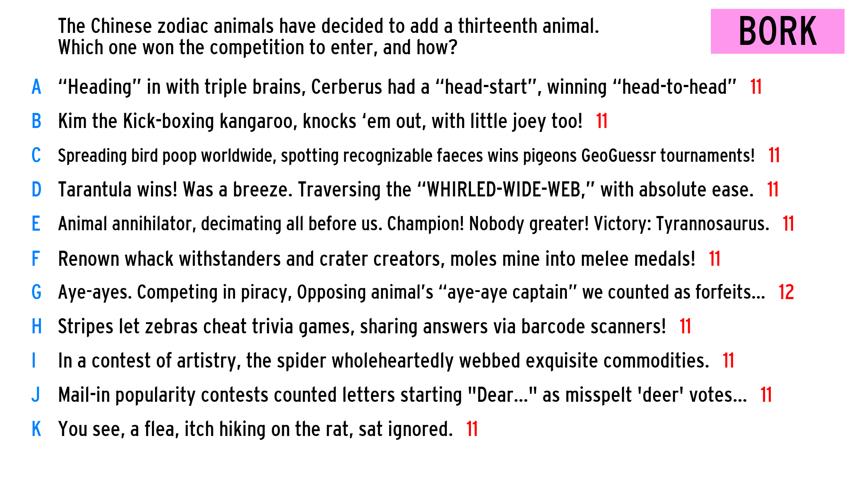 The Chinese zodiac animals have decided to add a thirteenth animal.
Which one won the competition to enter, and how?
BORK
A “Heading” in with triple brains, Cerberus had a “head-start”, winning “head-to-head” 11
B Kim the Kick-boxing kangaroo, knocks ‘em out, with little joey too! 11
C Spreading bird poop worldwide, spotting recognizable faeces wins pigeons GeoGuessr tournaments! 11
D Tarantula wins! Was a breeze. Traversing the “WHIRLED-WIDE-WEB,” with absolute ease. 11
E Animal annihilator, decimating all before us. Champion! Nobody greater! Victory: Tyrannosaurus. 11
F Renown whack withstanders and crater creators, moles mine into melee medals! 11
G Aye-ayes. Competing in piracy, Opposing animal’s “aye-aye captain” we counted as forfeits... 12
H Stripes let zebras cheat trivia games, sharing answers via barcode scanners! 11
I In a contest of artistry, the spider wholeheartedly webbed exquisite commodities. 11
J Mail-in popularity contests counted letters starting "Dear..." as misspelt 'deer' votes... 11
K You see, a flea, itch hiking on the rat, sat ignored. 11